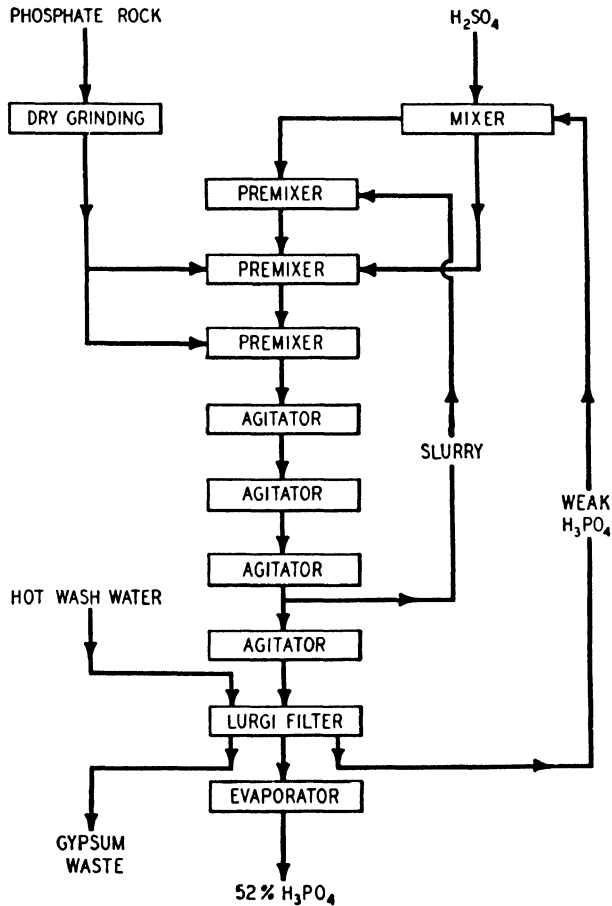 PHOSPHATE ROCK
H₂SO₄
DRY GRINDING
MIXER
PREMIXER
PREMIXER
PREMIXER
AGITATOR
SLURRY
AGITATOR
WEAK
H₃PO₄
AGITATOR
HOT WASH WATER
AGITATOR
LURGI FILTER
EVAPORATOR
GYPSUM
WASTE
52% H₃PO₄